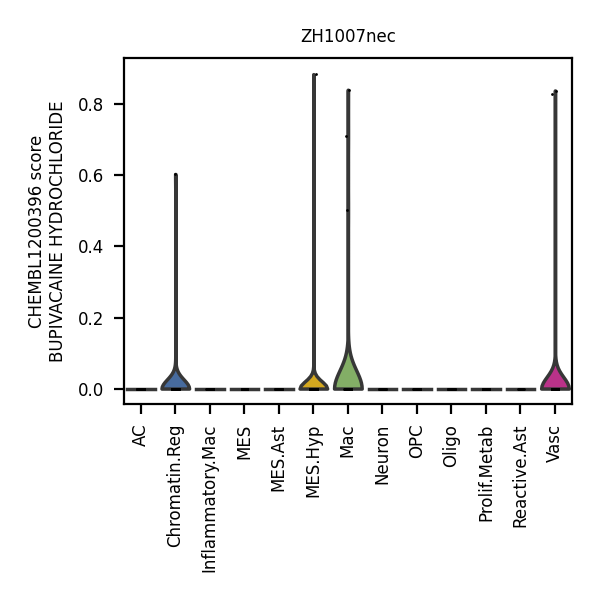 ZH1007nec
CHEMBL1200396 score
BUPIVACAINE HYDROCHLORIDE
0.8
0.6
0.4
0.2
0.0
AC
Chromatin.Reg
Inflammatory.Mac
MES
MES.Ast
MES.Hyp
Mac
Neuron
OPC
Oligo
Prolif.Metab
Reactive.Ast
Vasc